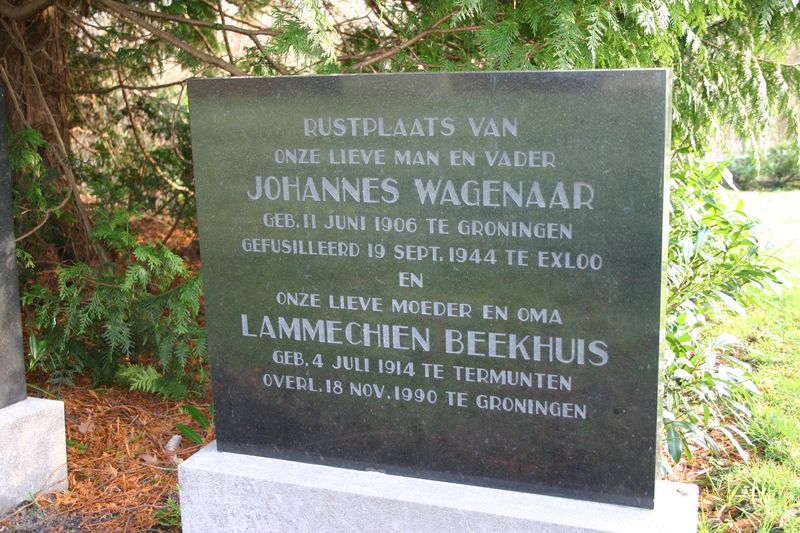 RUSTPLAATS VAN
ONZE LIEVE MAN EN VADER
JOHANNES WAGENAAR
GEB. 11 JUNI 1906 TE GRONINGEN
GEFUSILLEERD 19 SEPT. 1944 TE EXLOO
EN
ONZE LIEVE MOEDER EN OMA
LAMMECHIEN BEEKHUIS
GEB. 4 JULI 1914 TE TERMUNTEN
OVERL. 18 NOV. 1990 TE GRONINGEN